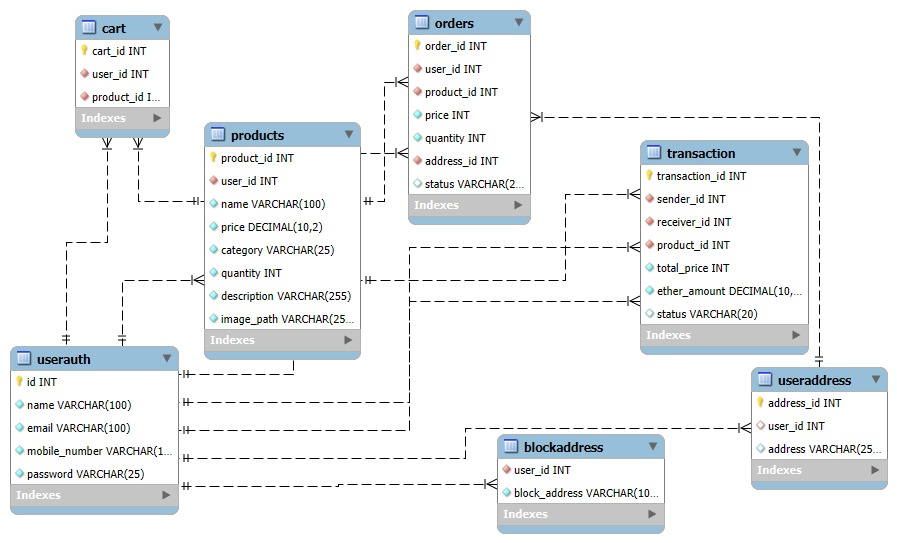 cart
cart_id INT
user_id INT
product_id I...
Indexes
orders
order_id INT
user_id INT
product_id INT
price INT
quantity INT
address_id INT
status VARCHAR(2...
Indexes
products
product_id INT
user_id INT
name VARCHAR(100)
price DECIMAL(10,2)
category VARCHAR(25)
quantity INT
description VARCHAR(255)
image_path VARCHAR(25...
Indexes
transaction
transaction_id INT
sender_id INT
receiver_id INT
product_id INT
total_price INT
ether_amount DECIMAL(10,...
status VARCHAR(20)
Indexes
userauth
id INT
name VARCHAR(100)
email VARCHAR(100)
mobile_number VARCHAR(1...
password VARCHAR(25)
Indexes
useraddress
address_id INT
user_id INT
address VARCHAR(25...
Indexes
blockaddress
user_id INT
block_address VARCHAR(10...
Indexes